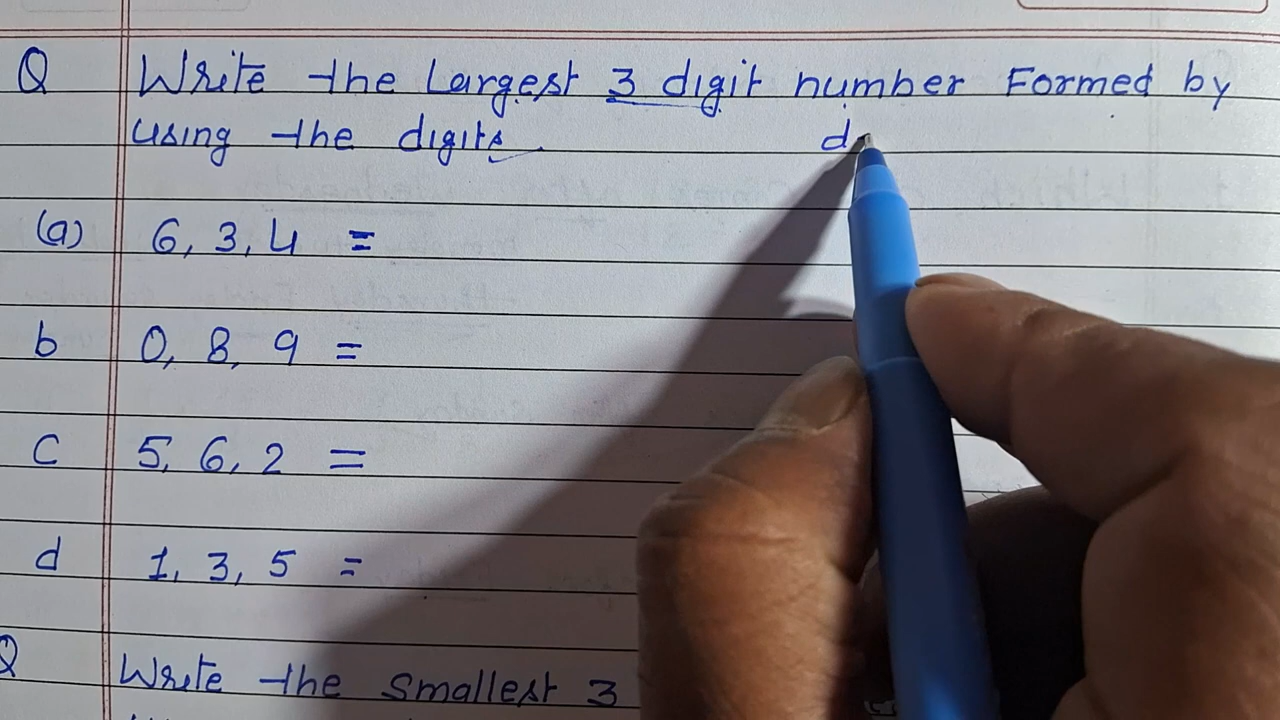 Q Write the Largest 3 digit number Formed by
using the digits. d
(a) 6, 3, 4 =
b 0, 8, 9 =
C 5, 6, 2 =
d 1, 3, 5 =
Q Write the Smallest 3